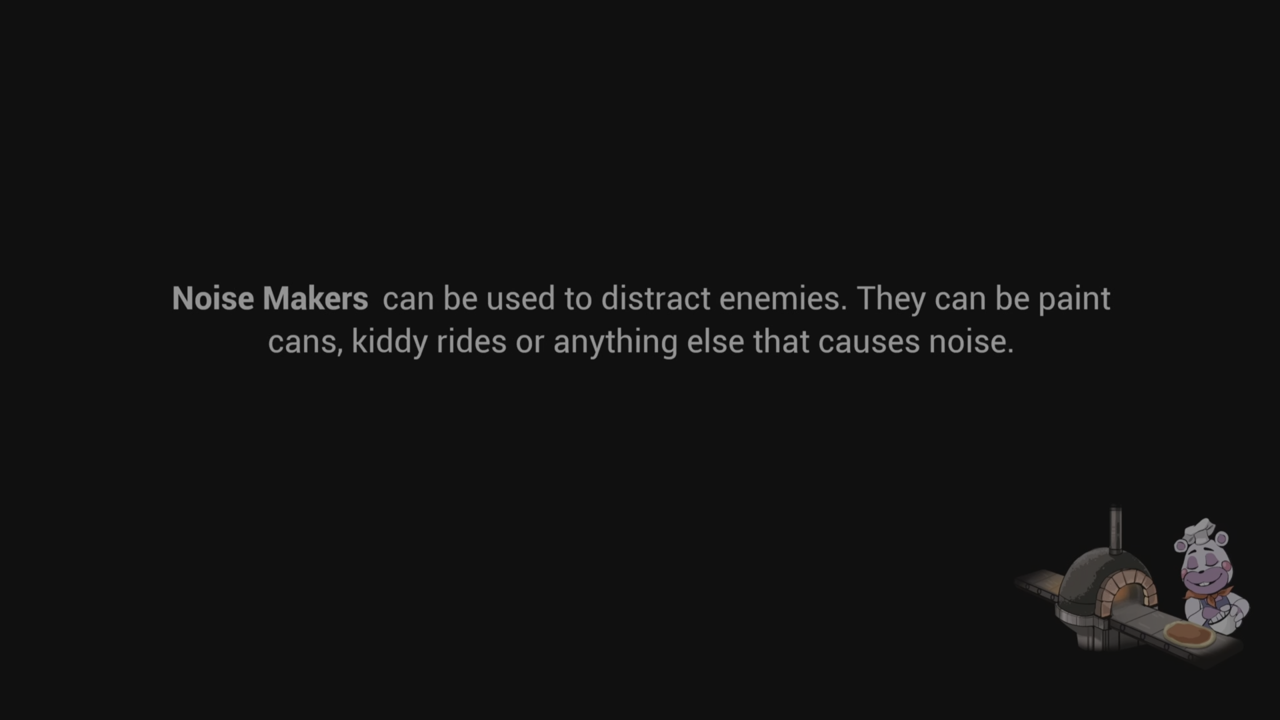 Noise Makers can be used to distract enemies. They can be paint
cans, kiddy rides or anything else that causes noise.